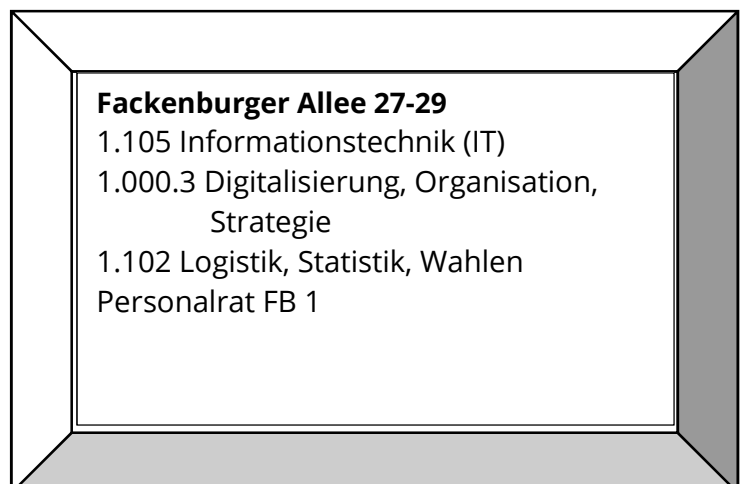 Fackenburger Allee 27-29
1.105 Informationstechnik (IT)
1.000.3 Digitalisierung, Organisation,
Strategie
1.102 Logistik, Statistik, Wahlen
Personalrat FB 1